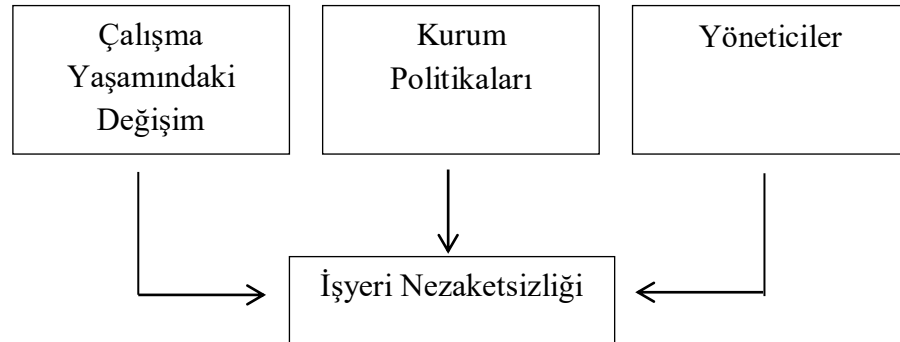 Çalışma
Yaşamındaki
Değişim
Kurum
Politikaları
Yöneticiler
İşyeri Nezaketsizliği